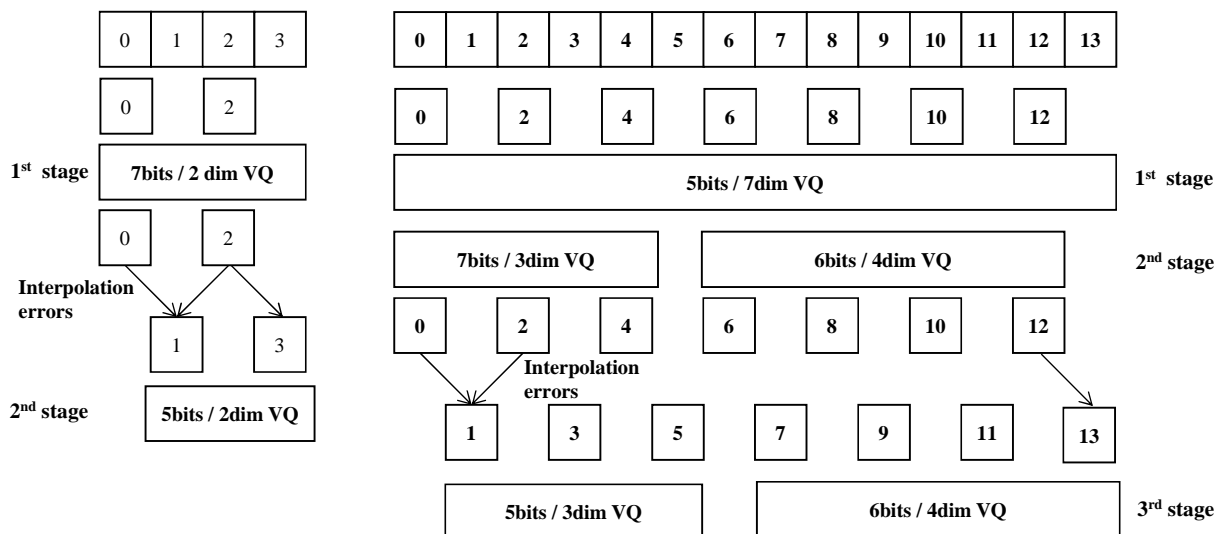 0 1 2 3
0 2
1st stage
7bits / 2 dim VQ
0 2
Interpolation
errors
1 3
2nd stage
5bits / 2dim VQ
0 1 2 3 4 5 6 7 8 9 10 11 12 13
0 2 4 6 8 10 12
5bits / 7dim VQ
1st stage
7bits / 3dim VQ
6bits / 4dim VQ
2nd stage
0 2 4 6 8 10 12
Interpolation
errors
1 3 5 7 9 11 13
5bits / 3dim VQ
6bits / 4dim VQ
3rd stage